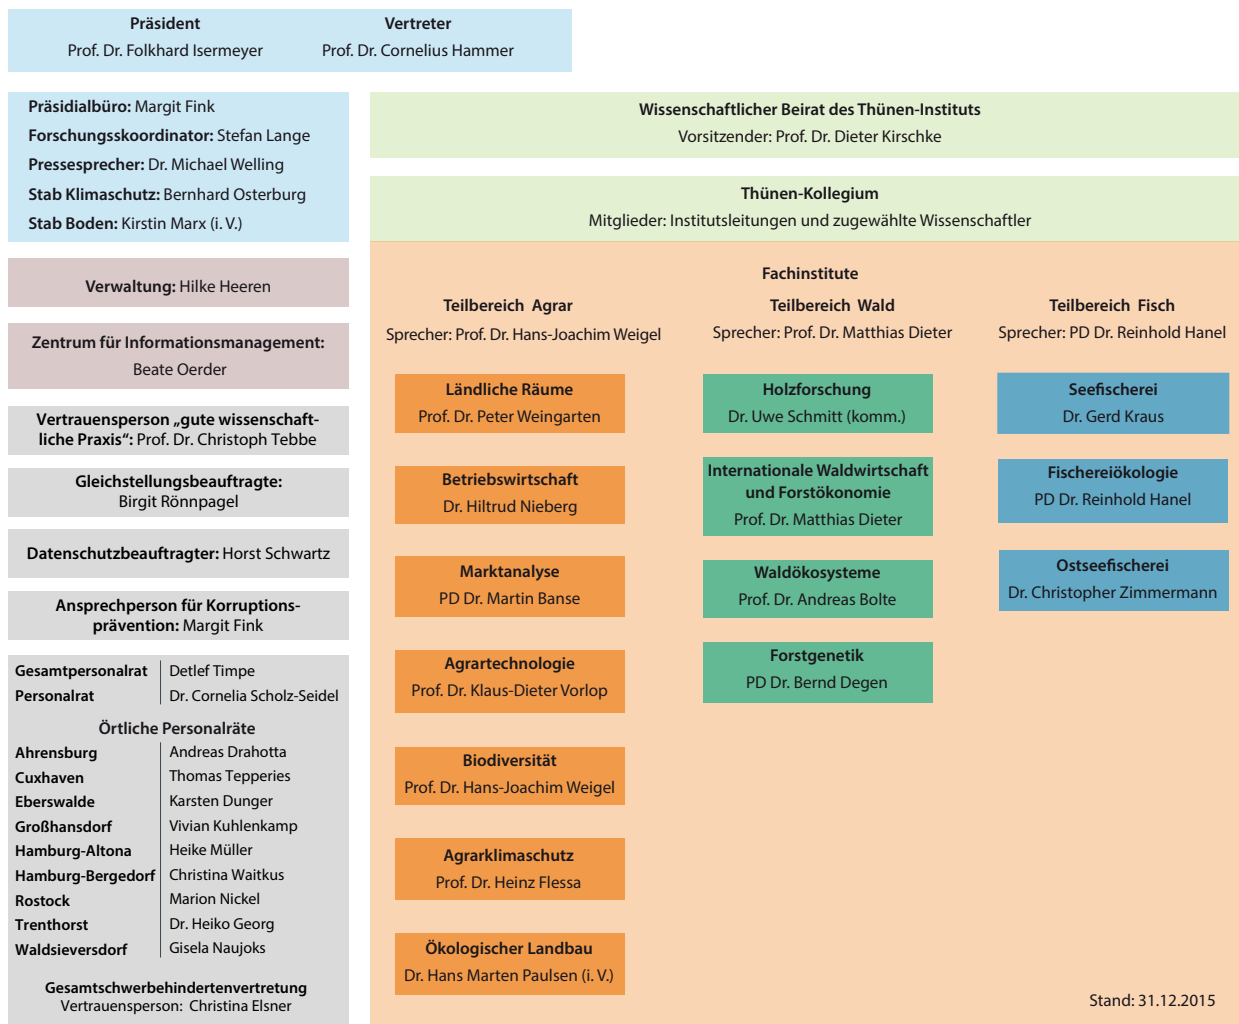 Präsident
Prof. Dr. Folkhard Isermeyer
Vertreter
Prof. Dr. Cornelius Hammer
Präsidialbüro: Margit Fink
Forschungsskoordinator: Stefan Lange
Pressesprecher: Dr. Michael Welling
Stab Klimaschutz: Bernhard Osterburg
Stab Boden: Kirstin Marx (i. V.)
Verwaltung: Hilke Heeren
Zentrum für Informationsmanagement:
Beate Oerder
Vertrauensperson „gute wissenschaft-
liche Praxis“: Prof. Dr. Christoph Tebbe
Gleichstellungsbeauftragte:
Birgit Rönnpagel
Datenschutzbeauftragter: Horst Schwartz
Ansprechperson für Korruptions-
prävention: Margit Fink
Gesamtpersonalrat Detlef Timpe
Personalrat Dr. Cornelia Scholz-Seidel
Örtliche Personalräte
Ahrensburg Andreas Drahotta
Cuxhaven Thomas Tepperies
Eberswalde Karsten Dunger
Großhansdorf Vivian Kuhlenkamp
Hamburg-Altona Heike Müller
Hamburg-Bergedorf Christina Waitkus
Rostock Marion Nickel
Trenthorst Dr. Heiko Georg
Waldsieversdorf Gisela Naujoks
Gesamtschwerbehindertenvertretung
Vertrauensperson: Christina Elsner
Wissenschaftlicher Beirat des Thünen-Instituts
Vorsitzender: Prof. Dr. Dieter Kirschke
Thünen-Kollegium
Mitglieder: Institutsleitungen und zugewählte Wissenschaftler
Fachinstitute
Teilbereich Agrar
Sprecher: Prof. Dr. Hans-Joachim Weigel
Ländliche Räume
Prof. Dr. Peter Weingarten
Betriebswirtschaft
Dr. Hiltrud Nieberg
Marktanalyse
PD Dr. Martin Banse
Agrartechnologie
Prof. Dr. Klaus-Dieter Vorlop
Biodiversität
Prof. Dr. Hans-Joachim Weigel
Agrarklimaschutz
Prof. Dr. Heinz Flessa
Ökologischer Landbau
Dr. Hans Marten Paulsen (i. V.)
Teilbereich Wald
Sprecher: Prof. Dr. Matthias Dieter
Holzforschung
Dr. Uwe Schmitt (komm.)
Internationale Waldwirtschaft
und Forstökonomie
Prof. Dr. Matthias Dieter
Waldökosysteme
Prof. Dr. Andreas Bolte
Forstgenetik
PD Dr. Bernd Degen
Teilbereich Fisch
Sprecher: PD Dr. Reinhold Hanel
Seefischerei
Dr. Gerd Kraus
Fischereiökologie
PD Dr. Reinhold Hanel
Ostseefischerei
Dr. Christopher Zimmermann
Stand: 31.12.2015